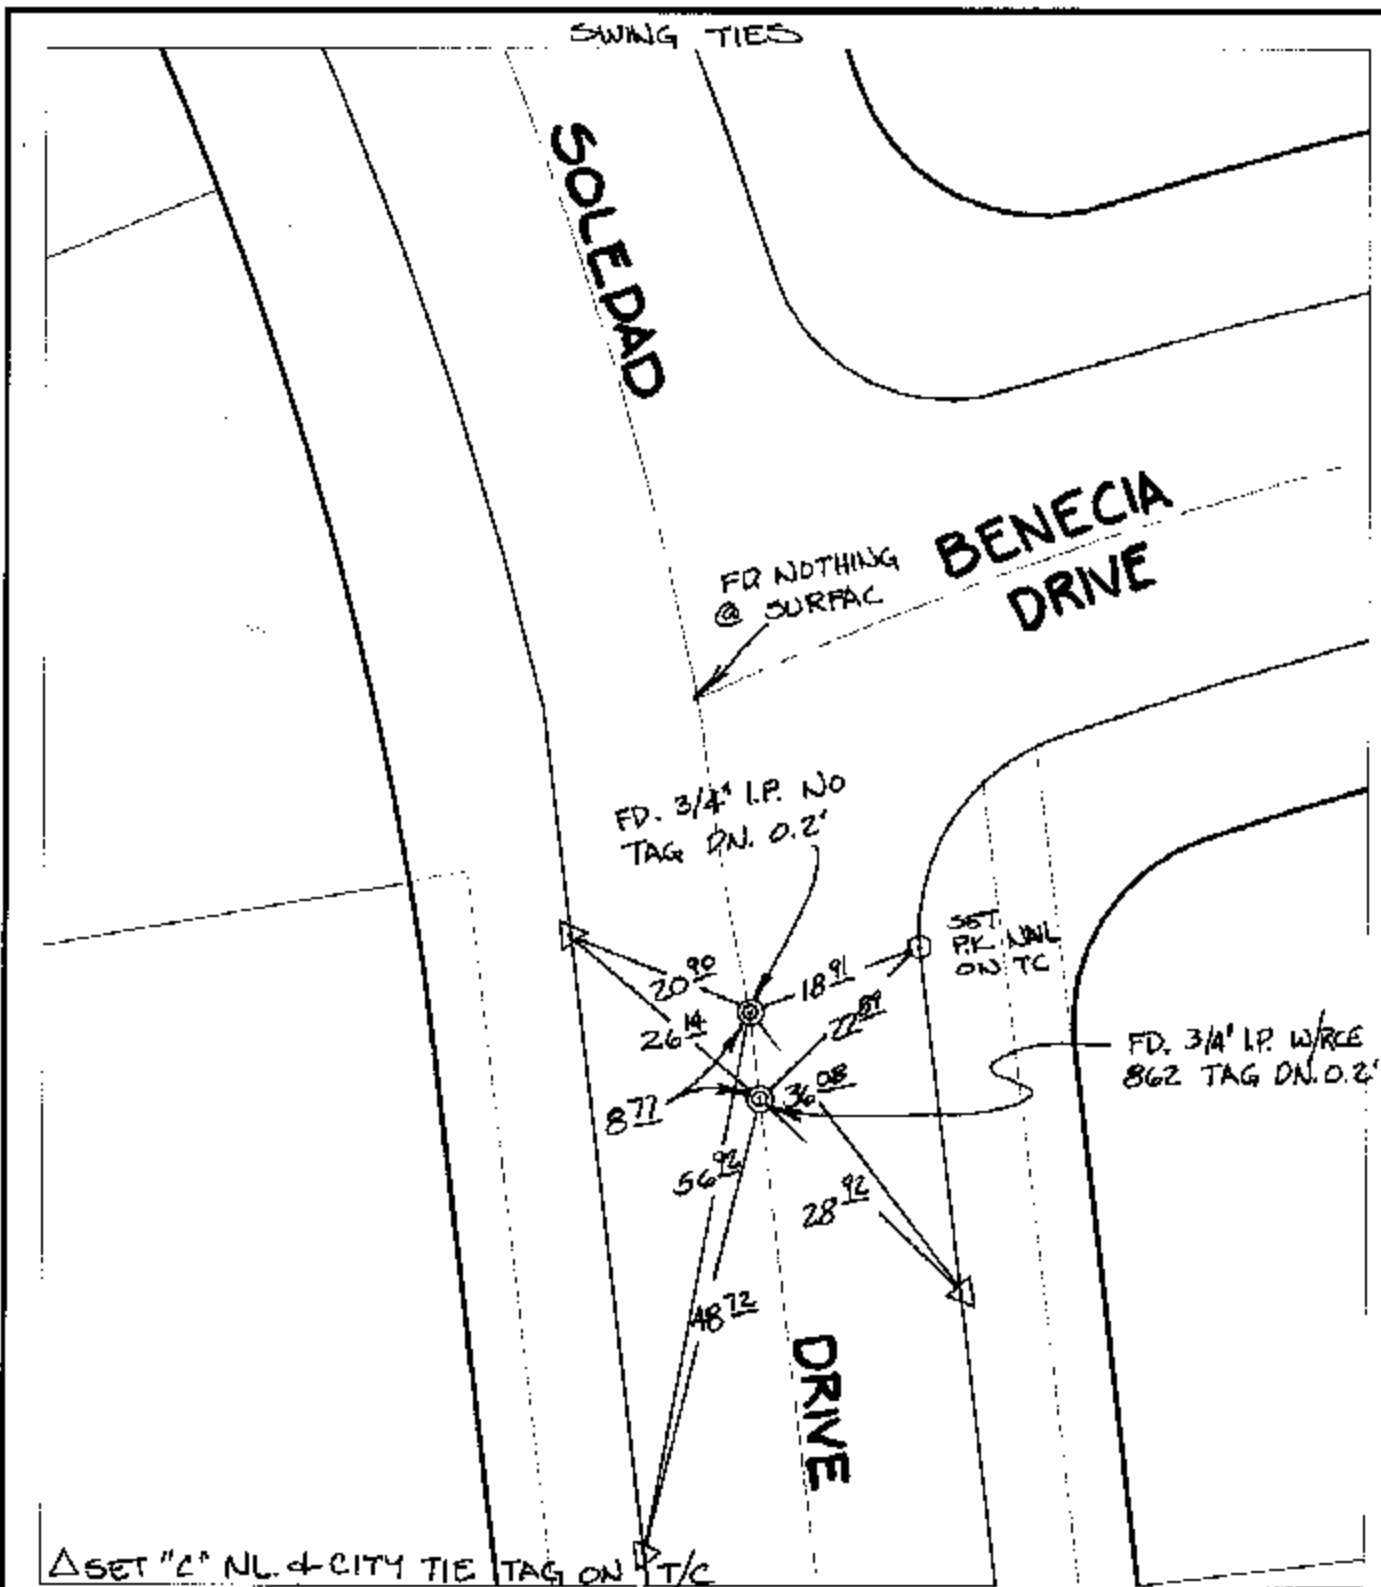 SWING TIES
SOLEDAD
BENECIA
DRIVE
FD NOTHING
@ SURFAC
FD. 3/4" I.P. NO
TAG DN. 0.2'
SET
P.K. NAIL
ON TC
20 90
18 91
26 14
22 89
FD. 3/4" I.P. W/RCE
862 TAG DN. 0.2'
8 77
36 08
56 92
28 92
48 72
DRIVE
△ SET "C" NL. & CITY TIE TAG ON T/C